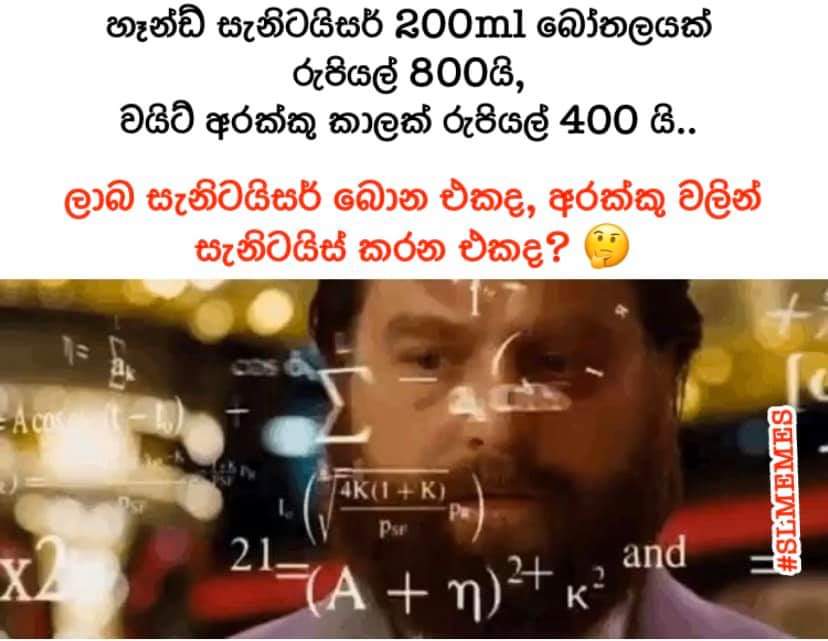 හෑන්ඩ් සැනිටයිසර් 200ml බෝතලයක්
රුපියල් 800යි,
වයිට් අරක්කු කාලක් රුපියල් 400 යි..
ලාබ සැනිටයිසර් බොන එකද, අරක්කු වලින්
සැනිටයිස් කරන එකද? 🤔
#SLMEMES
4K(1 + K)
21=(A + η)²⁺ κ² and =
x2